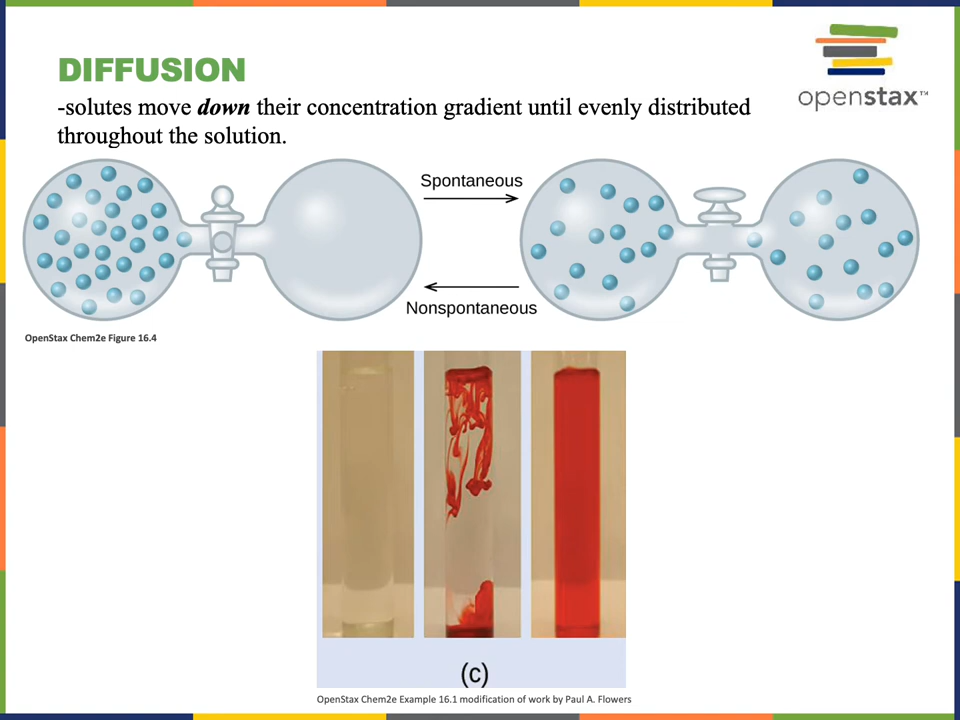 openstax™
DIFFUSION
-solutes move down their concentration gradient until evenly distributed
throughout the solution.
Spontaneous
Nonspontaneous
OpenStax Chem2e Figure 16.4
(c)
OpenStax Chem2e Example 16.1 modification of work by Paul A. Flowers